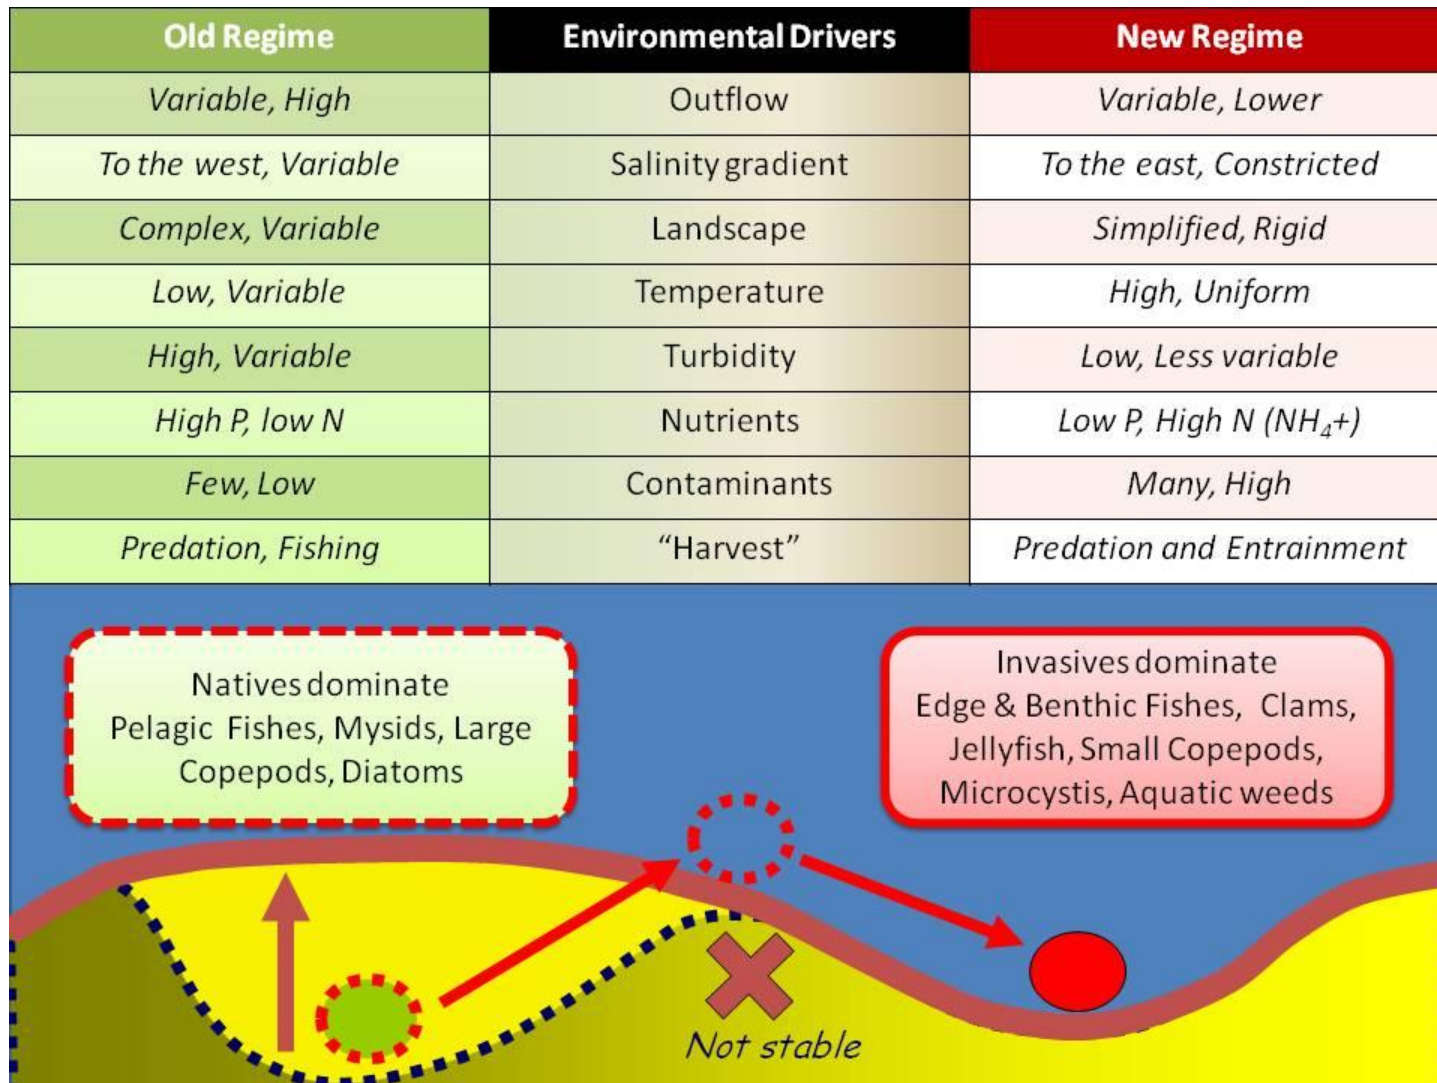 Old Regime Environmental Drivers New Regime
Variable, High Outflow Variable, Lower
To the west, Variable Salinity gradient To the east, Constricted
Complex, Variable Landscape Simplified, Rigid
Low, Variable Temperature High, Uniform
High, Variable Turbidity Low, Less variable
High P, low N Nutrients Low P, High N (NH₄+)
Few, Low Contaminants Many, High
Predation, Fishing “Harvest” Predation and Entrainment
Natives dominate
Pelagic Fishes, Mysids, Large
Copepods, Diatoms
Invasives dominate
Edge & Benthic Fishes, Clams,
Jellyfish, Small Copepods,
Microcystis, Aquatic weeds
Not stable